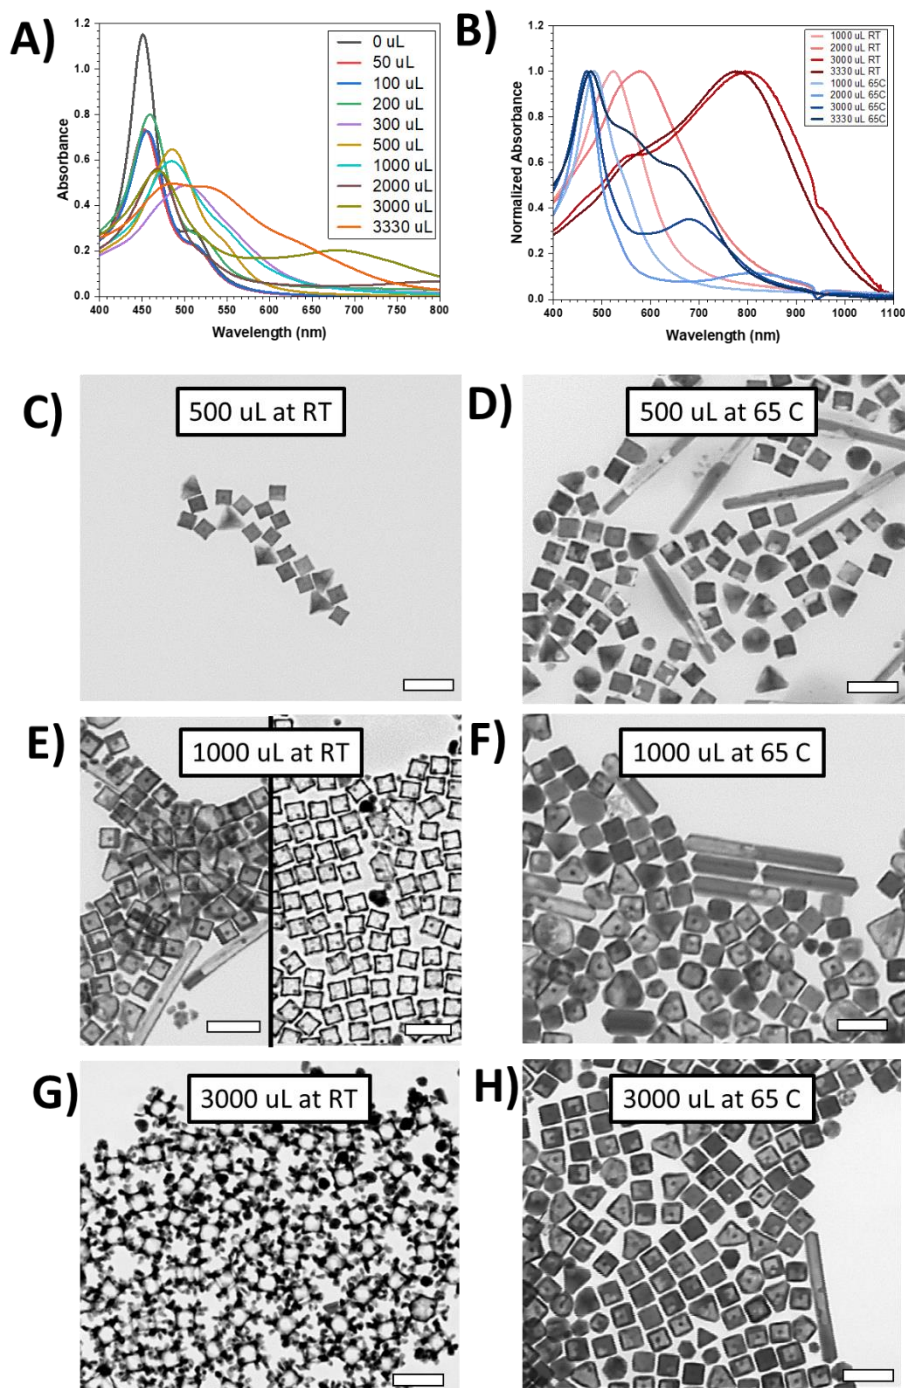 A)
1.2
1.0
0.8
0.6
0.4
0.2
0.0
Absorbance
400 450 500 550 600 650 700 750 800
Wavelength (nm)
0 uL
50 uL
100 uL
200 uL
300 uL
500 uL
1000 uL
2000 uL
3000 uL
3330 uL
B)
1.2
1.0
0.8
0.6
0.4
0.2
0.0
Normalized Absorbance
400 500 600 700 800 900 1000 1100
Wavelength (nm)
1000 uL RT
2000 uL RT
3000 uL RT
3330 uL RT
1000 uL 65C
2000 uL 65C
3000 uL 65C
3330 uL 65C
C)
500 uL at RT
D)
500 uL at 65 C
E)
1000 uL at RT
F)
1000 uL at 65 C
G)
3000 uL at RT
H)
3000 uL at 65 C